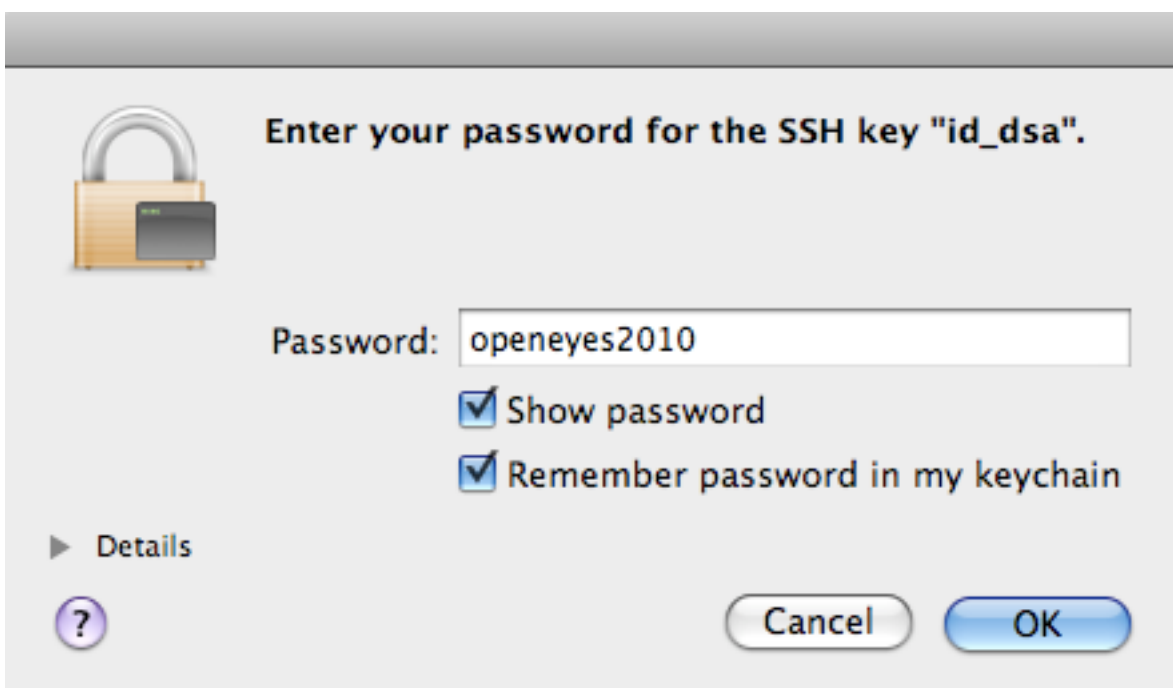 Enter your password for the SSH key "id_dsa".
Password: openeyes2010
Show password
Remember password in my keychain
Details
? Cancel OK